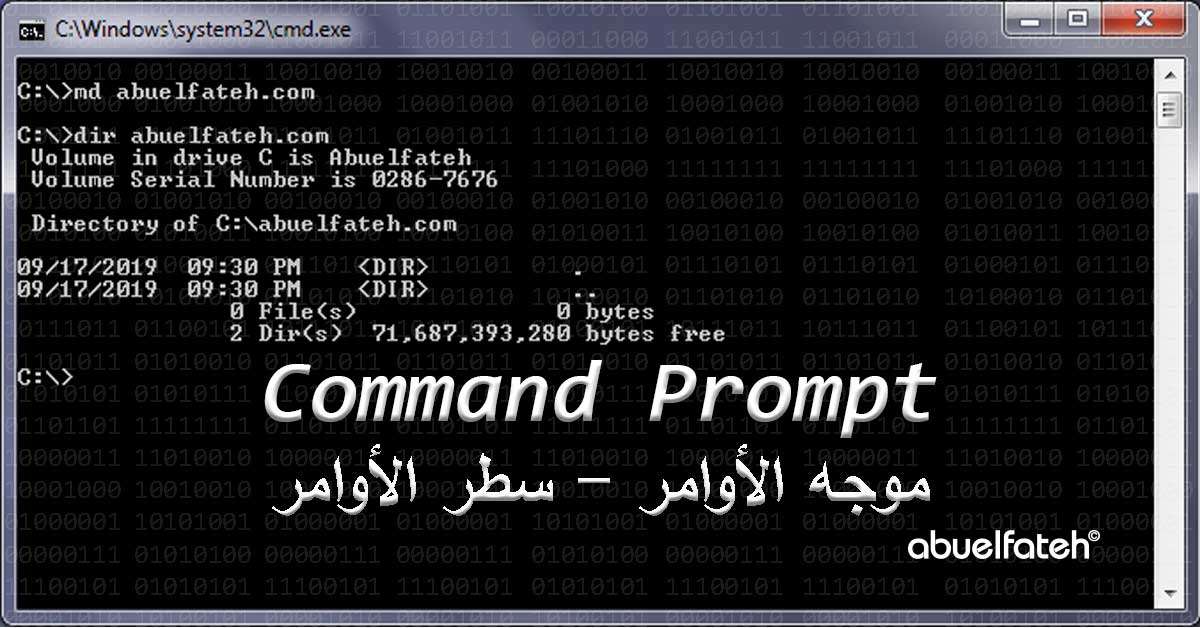 C:\Windows\system32\cmd.exe
C:\>md abuelfateh.com
C:\>dir abuelfateh.com
Volume in drive C is Abuelfateh
Volume Serial Number is 0286-7676
Directory of C:\abuelfateh.com
09/17/2019 09:30 PM <DIR> .
09/17/2019 09:30 PM <DIR> ..
0 File(s) 0 bytes
2 Dir(s) 71,687,393,280 bytes free
C:\>
Command Prompt
موجه الأوامر – سطر الأوامر
abuelfateh©